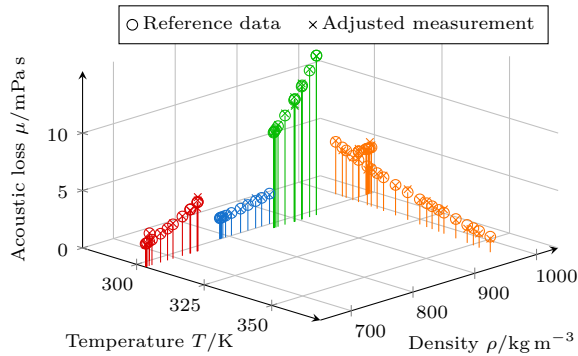 Reference data Adjusted measurement
Acoustic loss μ/mPa s
10
5
0
300
325
350
Temperature T/K
700
800
900
1000
Density ρ/kg m⁻³